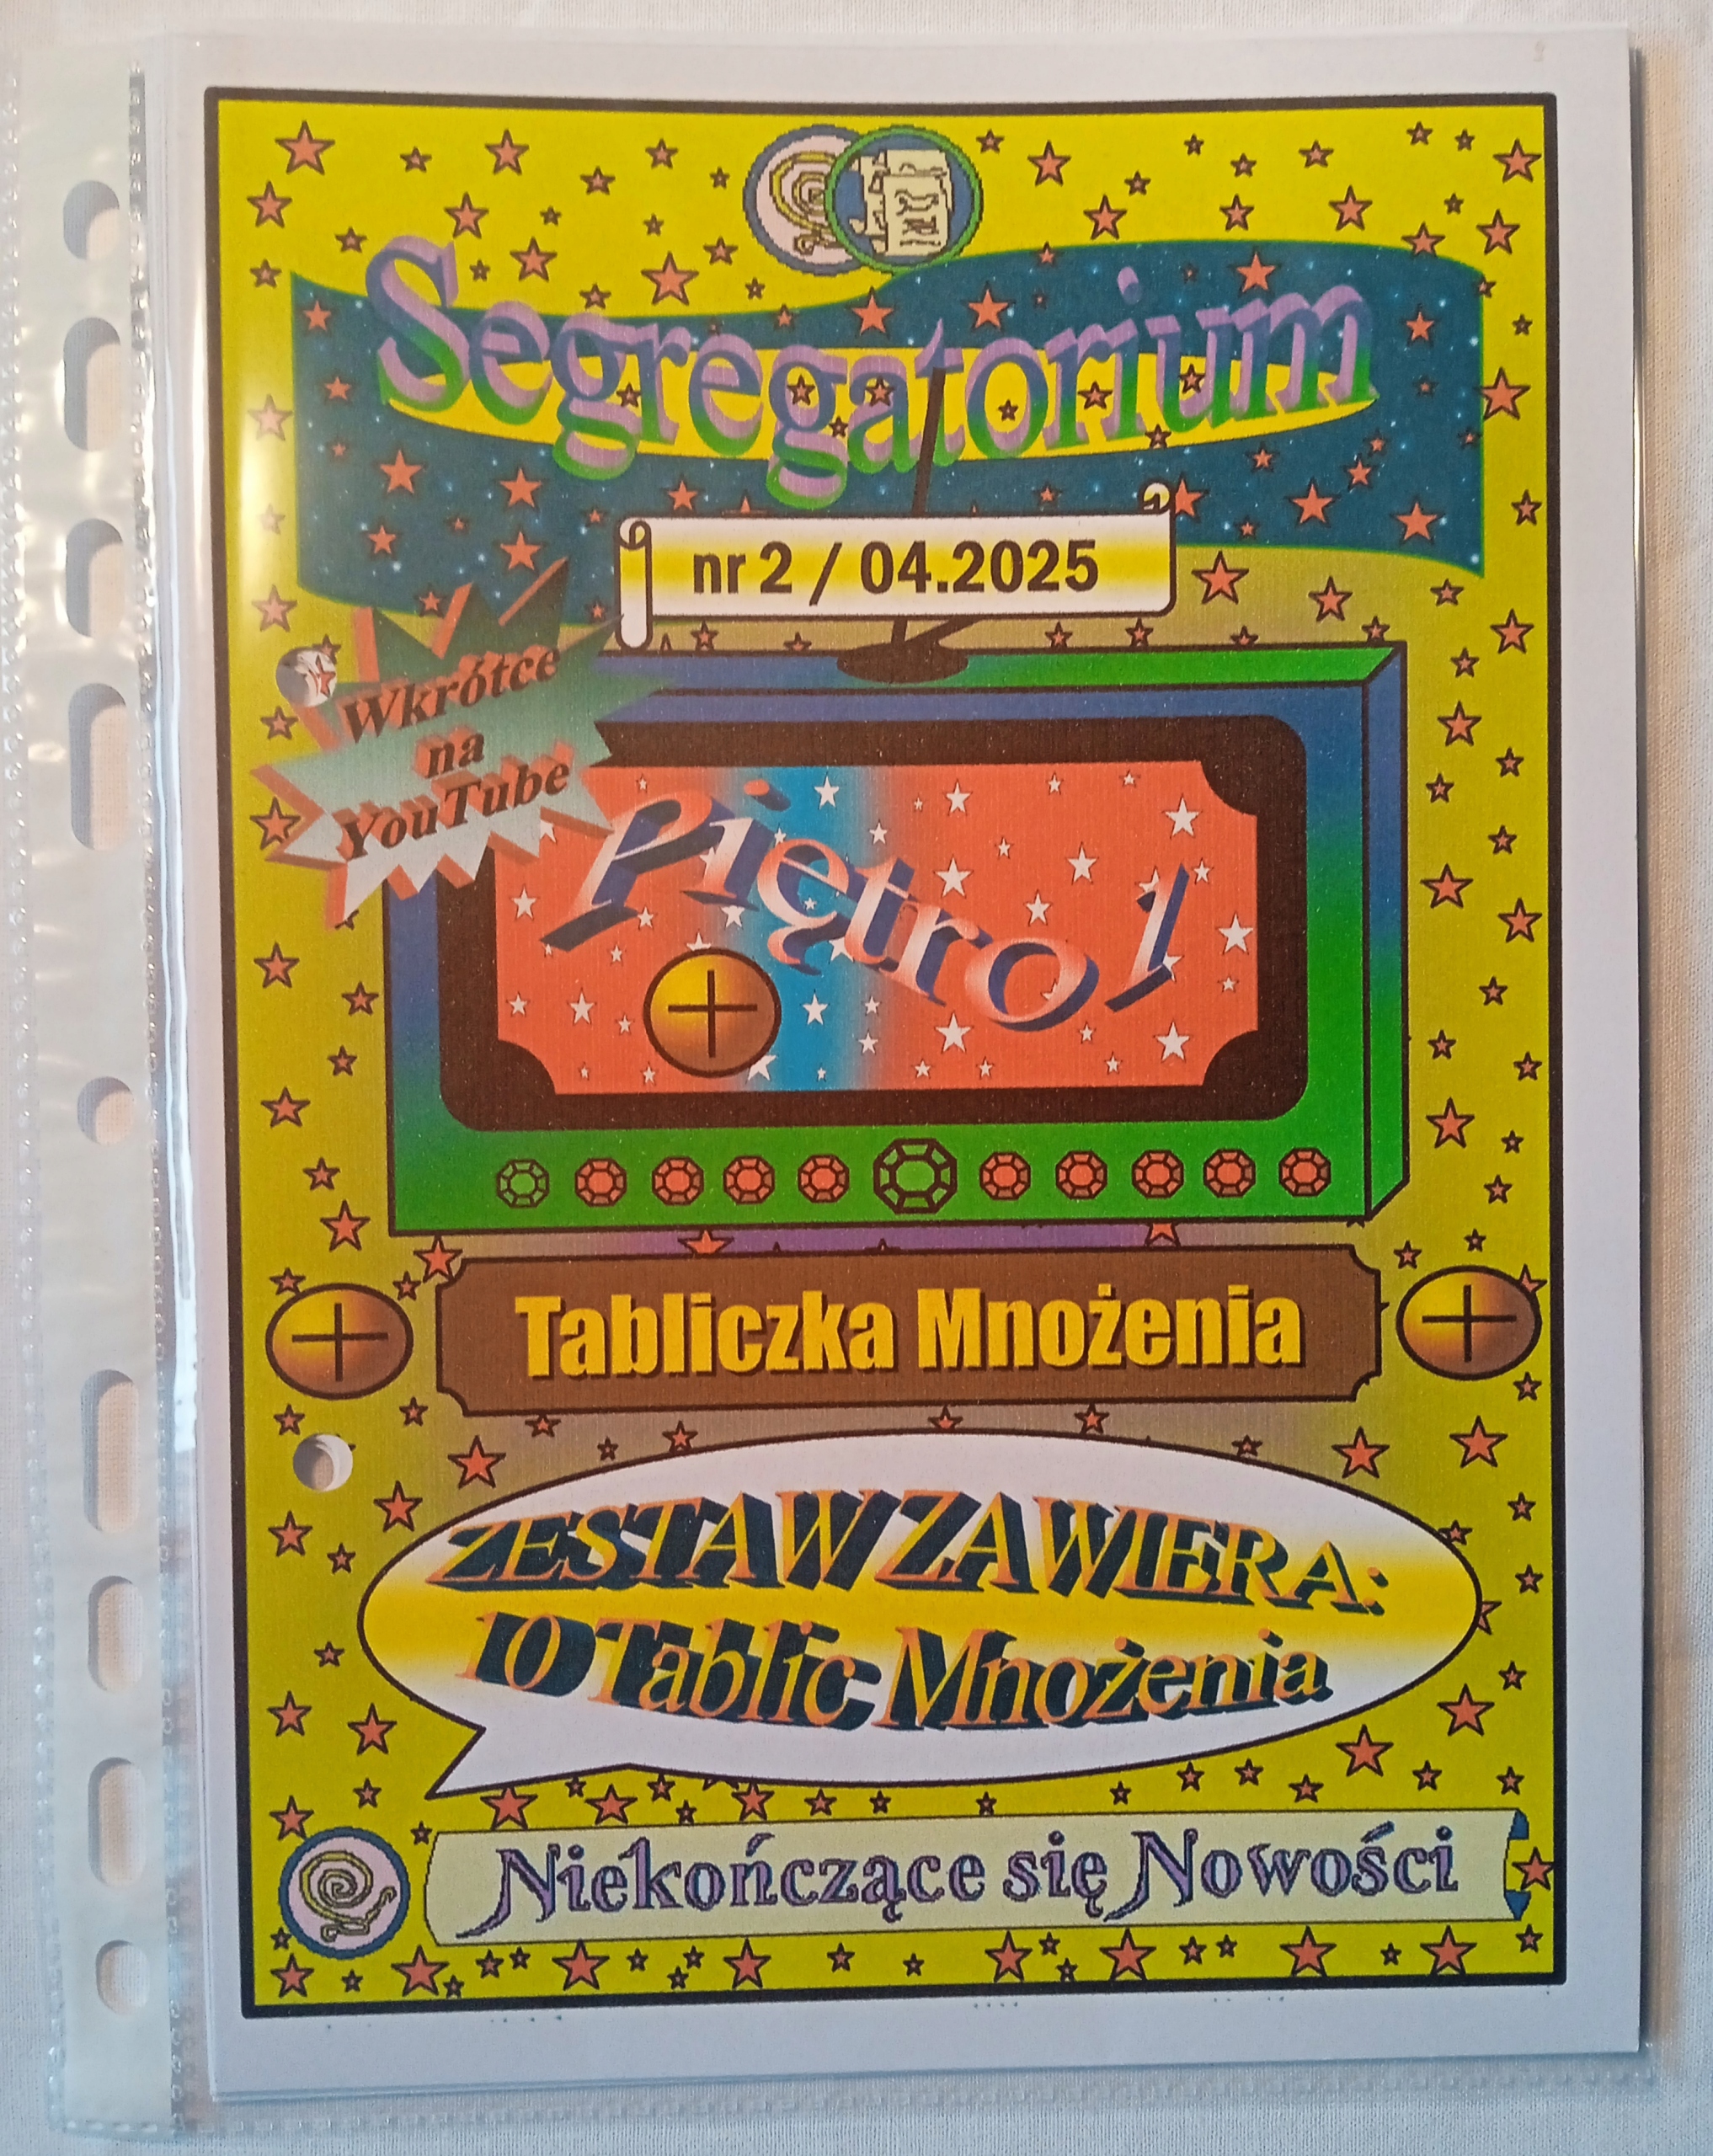 Segregatorium
nr 2 / 04.2025
Wkrótce
na
YouTube
Piętro 1
Tabliczka Mnożenia
ZESTAW ZAWIERA:
10 Tablic Mnożenia
Niekończące się Nowości